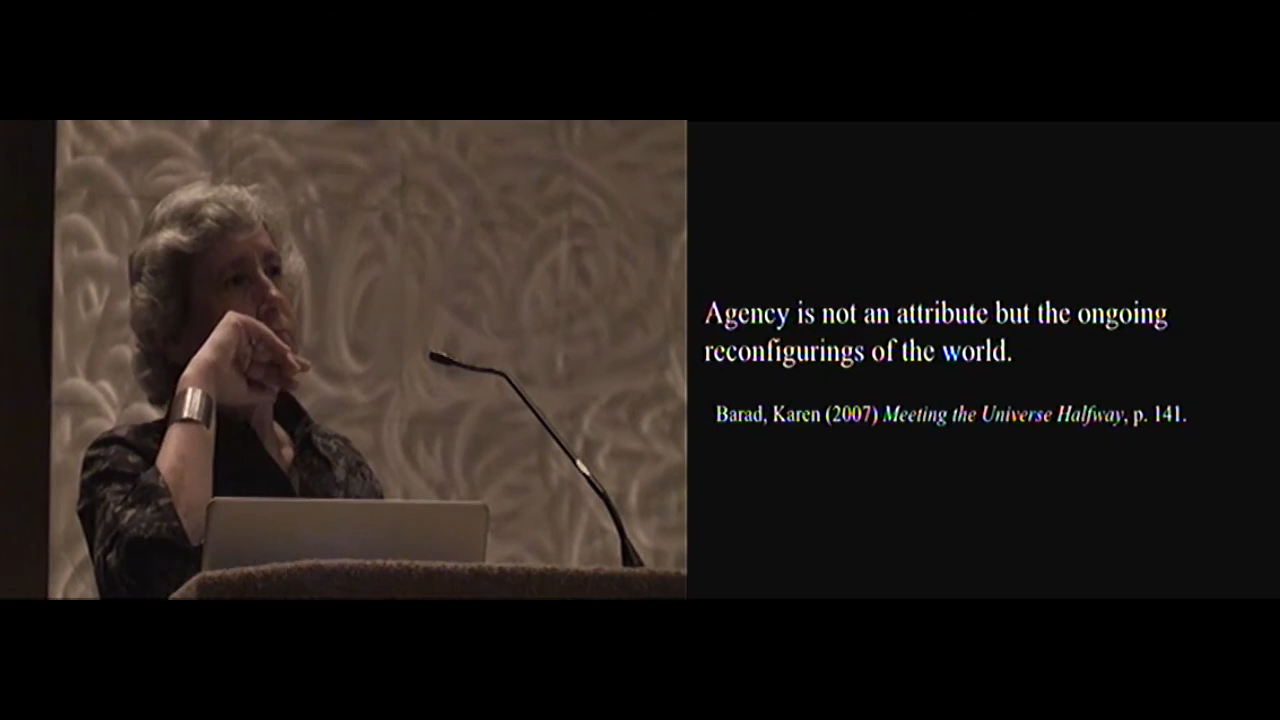 Agency is not an attribute but the ongoing
reconfigurings of the world.
Barad, Karen (2007) Meeting the Universe Halfway, p. 141.